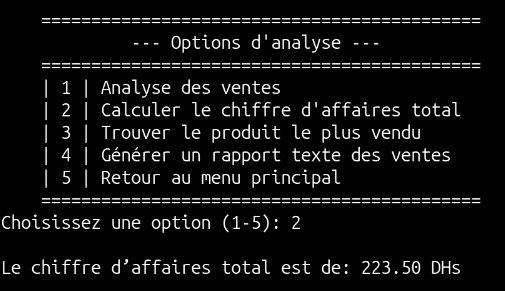 ============================================
--- Options d'analyse ---
============================================
| 1 | Analyse des ventes
| 2 | Calculer le chiffre d'affaires total
| 3 | Trouver le produit le plus vendu
| 4 | Générer un rapport texte des ventes
| 5 | Retour au menu principal
============================================
Choisissez une option (1-5): 2
Le chiffre d’affaires total est de: 223.50 DHs